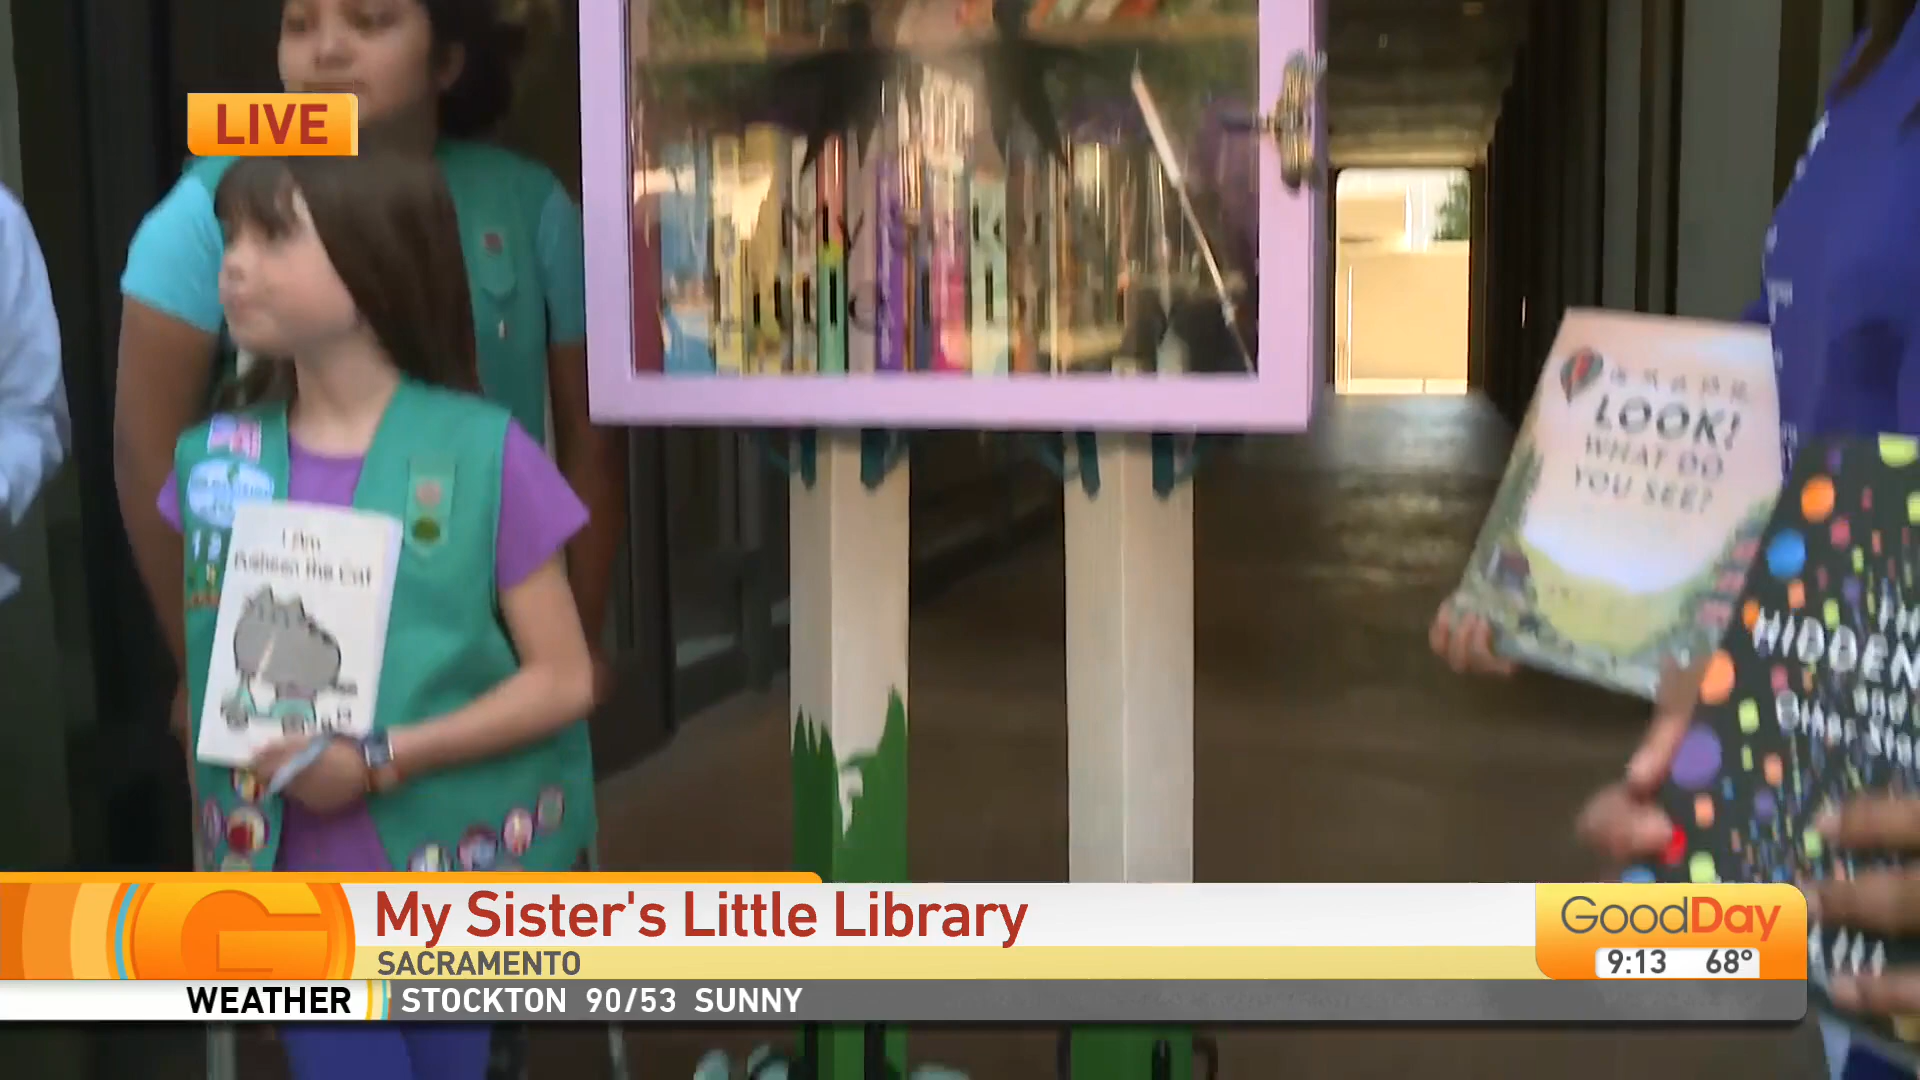 LIVE
I Am
Pusheen the Cat
LOOK!
WHAT DO
YOU SEE?
HIDDEN
My Sister's Little Library
SACRAMENTO
GoodDay
9:13 68°
WEATHER STOCKTON 90/53 SUNNY